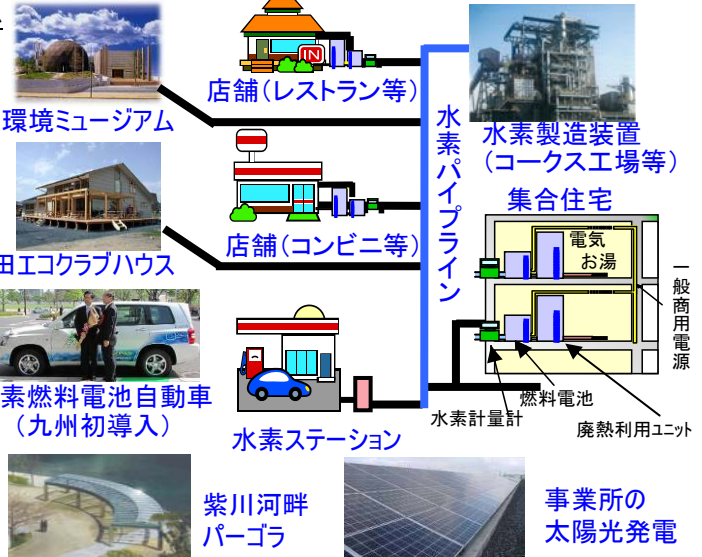 店舗(レストラン等)
環境ミュージアム
水素パイプライン
水素製造装置
(コークス工場等)
集合住宅
店舗(コンビニ等)
田エコクラブハウス
電気
お湯
一般商用電源
IN
素燃料電池自動車
(九州初導入)
水素ステーション
水素計量計
燃料電池
廃熱利用ユニット
紫川河畔
パーゴラ
事業所の
太陽光発電